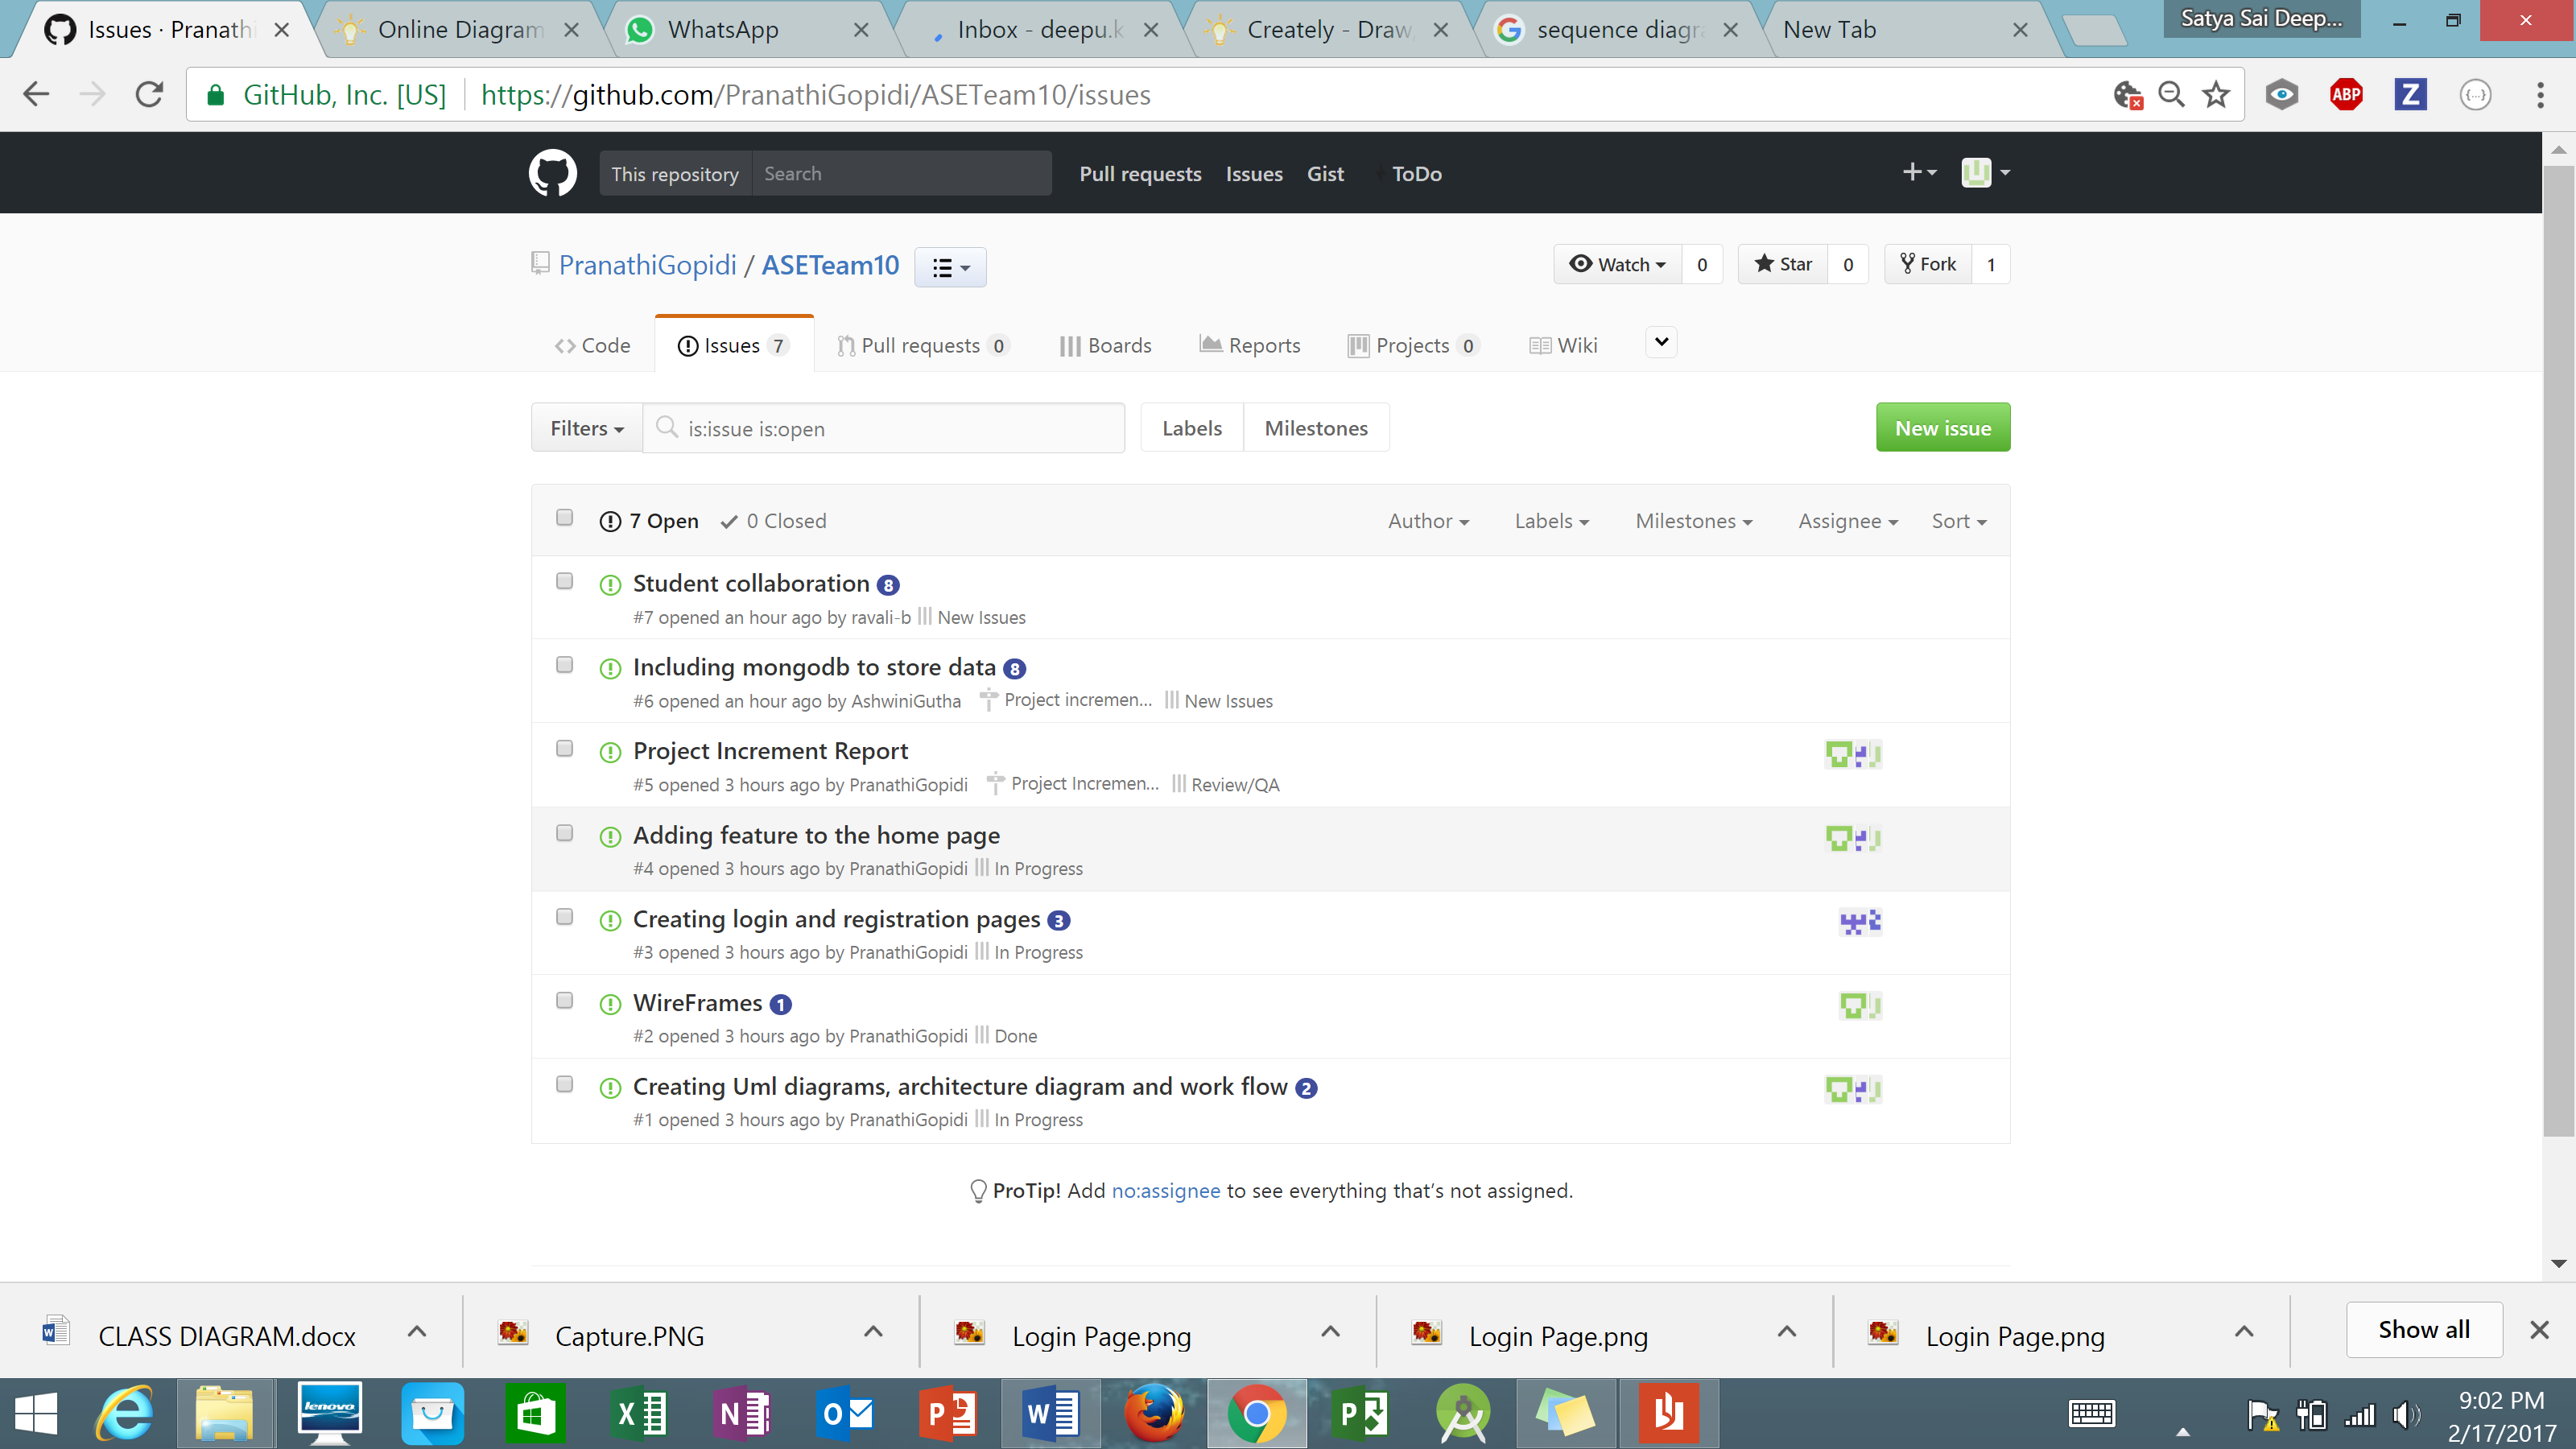 Issues · Pranathi
Online Diagram
WhatsApp
Inbox - deepu.k
Creately - Draw
sequence diagra
New Tab
Satya Sai Deep...
GitHub, Inc. [US]
https://github.com/PranathiGopidi/ASETeam10/issues
ABP
Z
This repository
Search
Pull requests
Issues
Gist
ToDo
PranathiGopidi / ASETeam10
Watch 0
Star 0
Fork 1
Code
Issues 7
Pull requests 0
Boards
Reports
Projects 0
Wiki
Filters
is:issue is:open
Labels
Milestones
New issue
7 Open
0 Closed
Author
Labels
Milestones
Assignee
Sort
Student collaboration 8
#7 opened an hour ago by ravali-b New Issues
Including mongodb to store data 8
#6 opened an hour ago by AshwiniGutha Project incremen... New Issues
Project Increment Report
#5 opened 3 hours ago by PranathiGopidi Project Incremen... Review/QA
Adding feature to the home page
#4 opened 3 hours ago by PranathiGopidi In Progress
Creating login and registration pages 3
#3 opened 3 hours ago by PranathiGopidi In Progress
WireFrames 1
#2 opened 3 hours ago by PranathiGopidi Done
Creating Uml diagrams, architecture diagram and work flow 2
#1 opened 3 hours ago by PranathiGopidi In Progress
ProTip! Add no:assignee to see everything that's not assigned.
CLASS DIAGRAM.docx
Capture.PNG
Login Page.png
Login Page.png
Login Page.png
Show all
lenovo
9:02 PM
2/17/2017